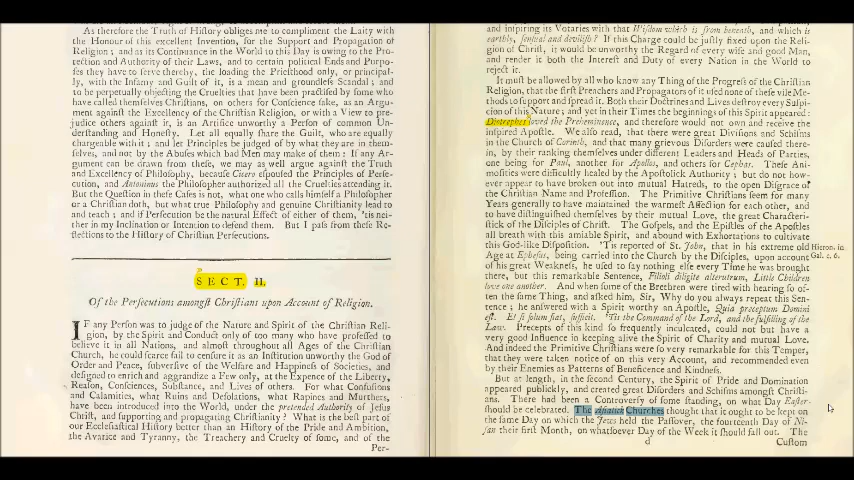 As therefore the Truth of History obliges me to compliment the Laity with
the Honour of this excellent Invention, for the Support and Propagation of
Religion; and as its Continuance in the World to this Day is owing to the Pro-
tection and Authority of their Laws, and to certain political Ends and Purpo-
ses they have to serve thereby, the loading the Priesthood only, or principal-
ly, with the Infamy and Guilt of it, is a mean and groundless Scandal; and
to be perpetually objecting the Cruelties that have been practised by some who
have called themselves Christians, on others for Conscience sake, as an Argu-
ment against the Excellency of the Christian Religion, or with a View to pre-
judice others against it, is an Artifice unworthy a Person of common Un-
derstanding and Honesty. Let all equally share the Guilt, who are equally
chargeable with it; and let Principles be judged of by what they are in them-
selves, and not by the Abuses which bad Men may make of them: If any Ar-
gument can be drawn from these, we may as well argue against the Truth
and Excellency of Philosophy, because Cicero espoused the Principles of Perse-
cution, and Antoninus the Philosopher authorized all the Cruelties attending it.
But the Question in these Cases is not, what one who calls himself a Philosopher
or a Christian doth, but what true Philosophy and genuine Christianity lead to
and teach; and if Persecution be the natural Effect of either of them, 'tis nei-
ther in my Inclination or Intention to defend them. But I pass from these Re-
flections to the History of Christian Persecutions.
SECT. II.
Of the Persecutions amongst Christians upon Account of Religion.
IF any Person was to judge of the Nature and Spirit of the Christian Reli-
gion, by the Spirit and Conduct only of too many who have professed to
believe it in all Nations, and almost throughout all Ages of the Christian
Church, he could scarce fail to censure it as an Institution unworthy the God of
Order and Peace, subversive of the Welfare and Happiness of Societies, and
designed to enrich and aggrandize a Few only, at the Expence of the Liberty,
Reason, Consciences, Substance, and Lives of others. For what Confusions
and Calamities, what Ruins and Desolations, what Rapines and Murthers,
have been introduced into the World, under the pretended Authority of Jesus
Christ, and supporting and propagating Christianity? What is the best part of
our Ecclesiastical History better than an History of the Pride and Ambition,
the Avarice and Tyranny, the Treachery and Cruelty of some, and of the
Per-
and inspiring its Votaries with that Wisdom which is from beneath, and which is
earthly, sensual and devilish? If this Charge could be justly fixed upon the Reli-
gion of Christ, it would be unworthy the Regard of every wise and good Man,
and render it both the Interest and Duty of every Nation in the World to
reject it.
It must be allowed by all who know any Thing of the Progress of the Christian
Religion, that the first Preachers and Propagators of it used none of these vile Me-
thods to support and spread it. Both their Doctrines and Lives destroy every Suspi-
cion of this Nature; and yet in their Times the beginnings of this Spirit appeared:
Diotrephes loved the Preheminence, and therefore would not own and receive the
inspired Apostle. We also read, that there were great Divisions and Schisms
in the Church of Corinth, and that many grievous Disorders were caused there-
in, by their ranking themselves under different Leaders and Heads of Parties,
one being for Paul, another for Apollos, and others for Cephas. These Ani-
mosities were difficultly healed by the Apostolick Authority; but do not how-
ever appear to have broken out into mutual Hatreds, to the open Disgrace of
the Christian Name and Profession. The Primitive Christians seem for many
Years generally to have maintained the warmest Affection for each other, and
to have distinguished themselves by their mutual Love, the great Characteri-
stick of the Disciples of Christ. The Gospels, and the Epistles of the Apostles
all breath with this amiable Spirit, and abound with Exhortations to cultivate
this God-like Disposition. 'Tis reported of St. John, that in his extreme old Hieron. in
Age at Ephesus, being carried into the Church by the Disciples, upon account Gal. c. 6.
of his great Weakness, he used to say nothing else every Time he was brought
there, but this remarkable Sentence, Filioli diligite alterutrum, Little Children
love one another. And when some of the Brethren were tired with hearing so of-
ten the same Thing, and asked him, Sir, Why do you always repeat this Sen-
tence; he answered with a Spirit worthy an Apostle, Quia præceptum Domini
est. Et si solum fiat, sufficit. 'Tis the Command of the Lord, and the fulfilling of the
Law. Precepts of this kind so frequently inculcated, could not but have a
very good Influence in keeping alive the Spirit of Charity and mutual Love.
And indeed the Primitive Christians were so very remarkable for this Temper,
that they were taken notice of on this very Account, and recommended even
by their Enemies as Patterns of Beneficence and Kindness.
But at length, in the second Century, the Spirit of Pride and Domination
appeared publickly, and created great Disorders and Schisms amongst Christi-
ans. There had been a Controversy of some standing, on what Day Easter
should be celebrated. The Asiatick Churches thought that it ought to be kept on
the same Day on which the Jews held the Passover, the fourteenth Day of Ni-
san their first Month, on whatsoever Day of the Week it should fall out. The
d
Custom